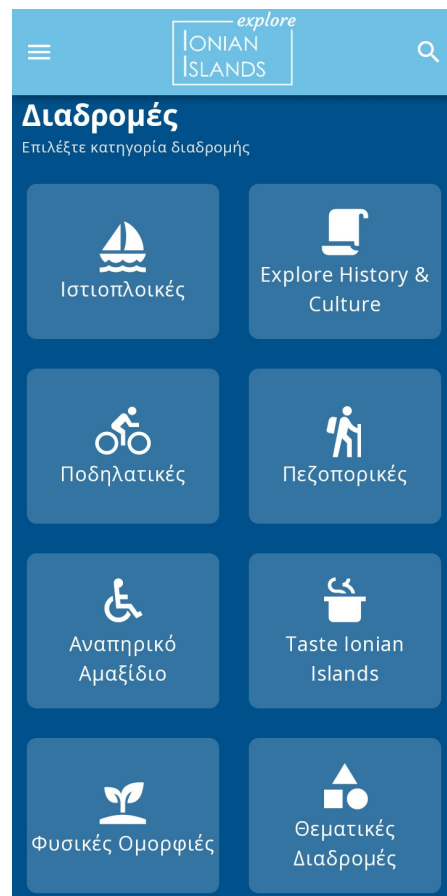 explore
IONIAN
ISLANDS
Διαδρομές
Επιλέξτε κατηγορία διαδρομής
Ιστιοπλοικές
Explore History &
Culture
Ποδηλατικές
Πεζοπορικές
Αναπηρικό
Αμαξίδιο
Taste Ionian
Islands
Φυσικές Ομορφιές
Θεματικές
Διαδρομές